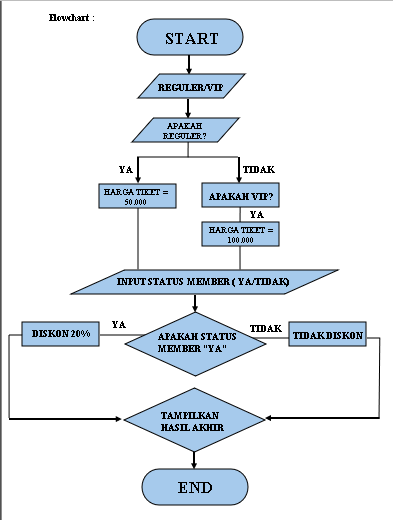 Flowchart :
START
REGULER/VIP
APAKAH
REGULER?
YA
TIDAK
HARGA TIKET =
50.000
APAKAH VIP?
YA
HARGA TIKET =
100.000
INPUT STATUS MEMBER ( YA/TIDAK)
YA
TIDAK
DISKON 20%
APAKAH STATUS
MEMBER "YA"
TIDAK DISKON
TAMPILKAN
HASIL AKHIR
END